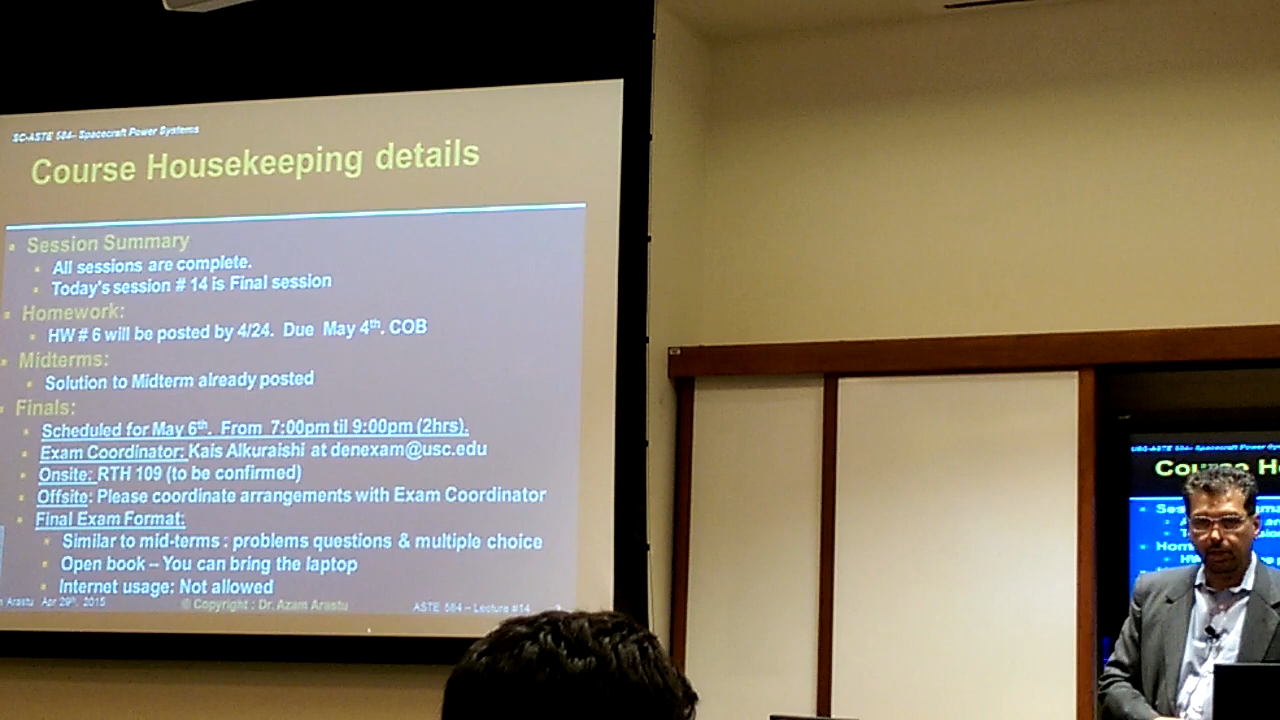 SC-ASTE 584– Spacecraft Power Systems
Course Housekeeping details
Session Summary
All sessions are complete.
Today's session # 14 is Final session
Homework:
HW # 6 will be posted by 4/24. Due May 4th. COB
Midterms:
Solution to Midterm already posted
Finals:
Scheduled for May 6th. From 7:00pm til 9:00pm (2hrs).
Exam Coordinator: Kais Alkuraishi at denexam@usc.edu
Onsite: RTH 109 (to be confirmed)
Offsite: Please coordinate arrangements with Exam Coordinator
Final Exam Format:
Similar to mid-terms : problems questions & multiple choice
Open book – You can bring the laptop
Internet usage: Not allowed
Arastu Apr 29th, 2015 © Copyright : Dr. Azam Arastu ASTE 584 – Lecture #14
USC-ASTE 584– Spacecraft Power